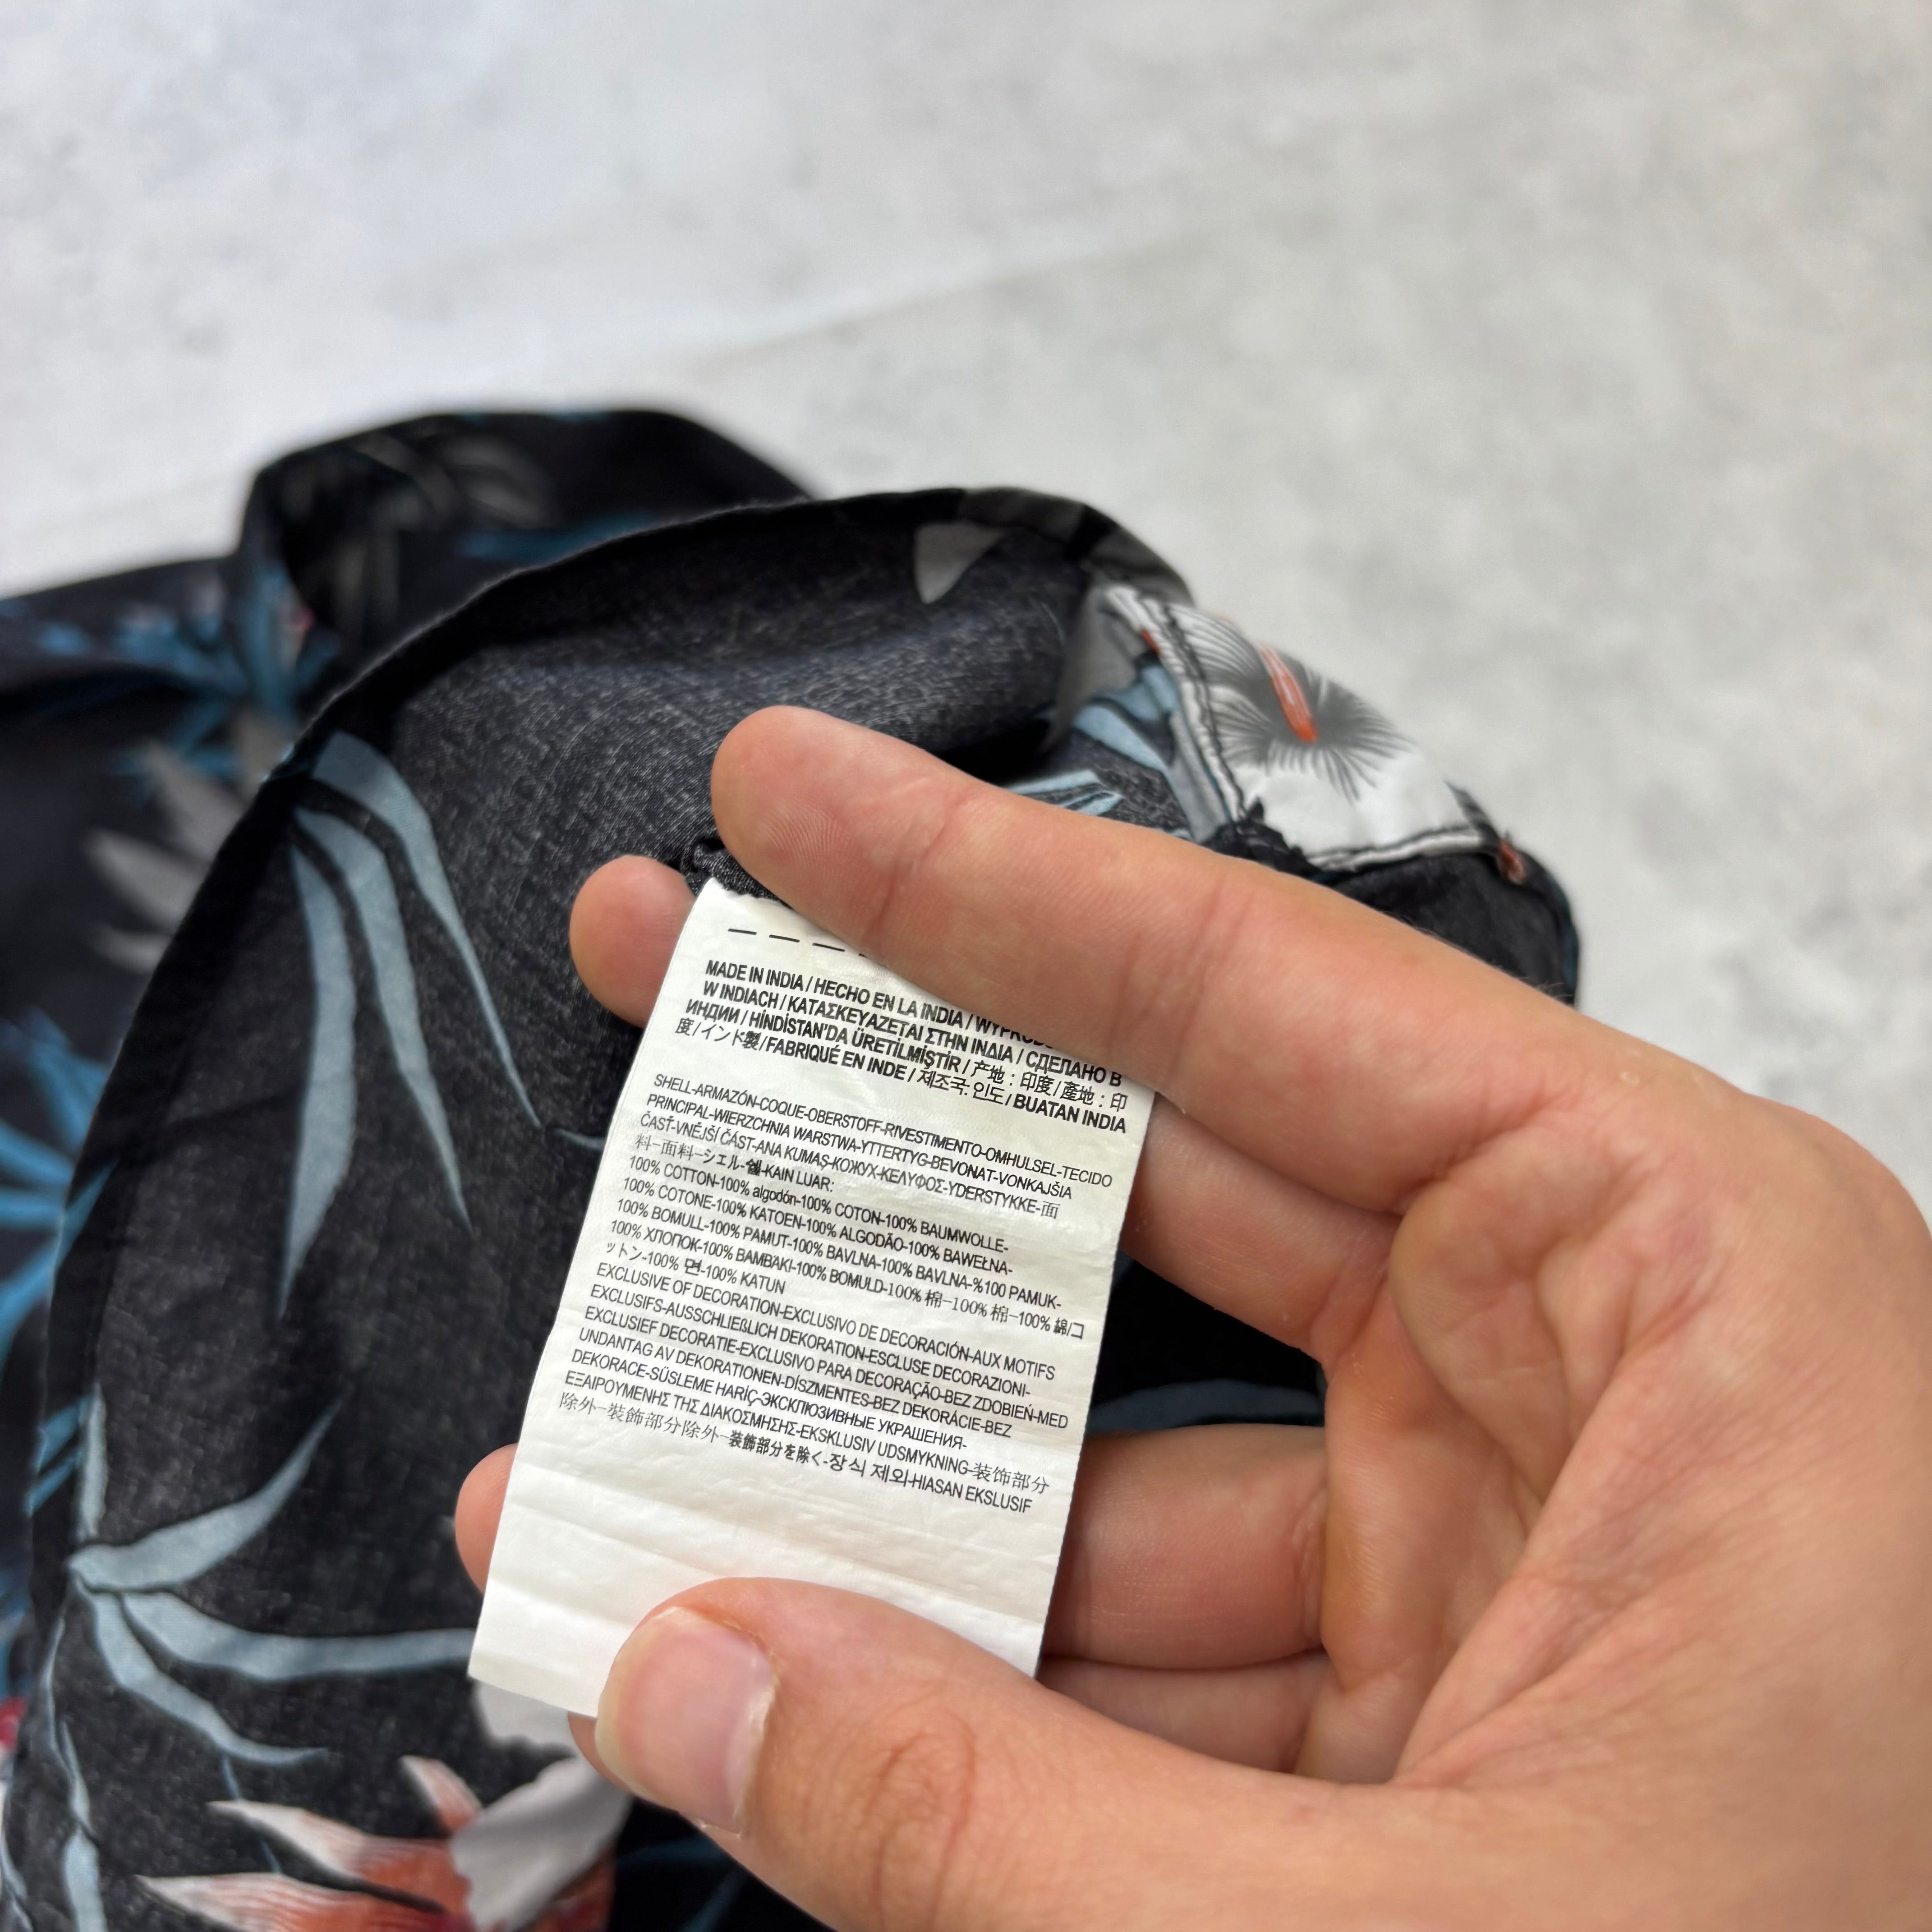 MADE IN INDIA / HECHO EN LA INDIA /
W INDIACH / ΚΑΤΑΣΚΕΥΑΖΕΤΑΙ ΣΤΗΝ ΙΝΔΙΑ / СДЕЛАНО В
ИНДИИ / HİNDİSTAN'DA ÜRETİLMİŞTİR / 产地：印度 / 產地：印
度 / インド製 / FABRIQUÉ EN INDE / 제조국: 인도 / BUATAN INDIA
SHELL-ARMAZÓN-COQUE-OBERSTOFF-RIVESTIMENTO-OMHULSEL-TECIDO
PRINCIPAL-WIERZCHNIA WARSTWA-YTTERTYG-BEVONAT-VONKAJŠIA
ČASŤ-VNĚJŠÍ ČÁST-ANA KUMAŞ-КОЖУХ-ΚΕΛΥΦΟΣ-YDERSTYKKE-面
料-面料-シェル-쉘-KAIN LUAR:
100% COTTON-100% algodón-100% COTON-100% BAUMWOLLE-
100% COTONE-100% KATOEN-100% ALGODÃO-100% BAWEŁNA-
100% BOMULL-100% PAMUT-100% BAVLNA-100% BAVLNA-%100 PAMUK-
100% ХЛОПОК-100% ΒΑΜΒΑΚΙ-100% BOMULD-100% 棉-100% 棉-100% 綿/コ
ットン-100% 면-100% KATUN
EXCLUSIVE OF DECORATION-EXCLUSIVO DE DECORACIÓN-AUX MOTIFS
EXCLUSIFS-AUSSCHLIEßLICH DEKORATION-ESCLUSE DECORAZIONI-
EXCLUSIEF DECORATIE-EXCLUSIVO PARA DECORAÇÃO-BEZ ZDOBIEŃ-MED
UNDANTAG AV DEKORATIONEN-DÍSZMENTES-BEZ DEKORÁCIE-BEZ
DEKORACE-SÜSLEME HARİÇ-ЭКСКЛЮЗИВНЫЕ УКРАШЕНИЯ-
ΕΞΑΙΡΟΥΜΕΝΗΣ ΤΗΣ ΔΙΑΚΟΣΜΗΣΗΣ-EKSKLUSIV UDSMYKNING-装饰部分
除外-装飾部分除外-装飾部分を除く-장식 제외-HIASAN EKSLUSIF